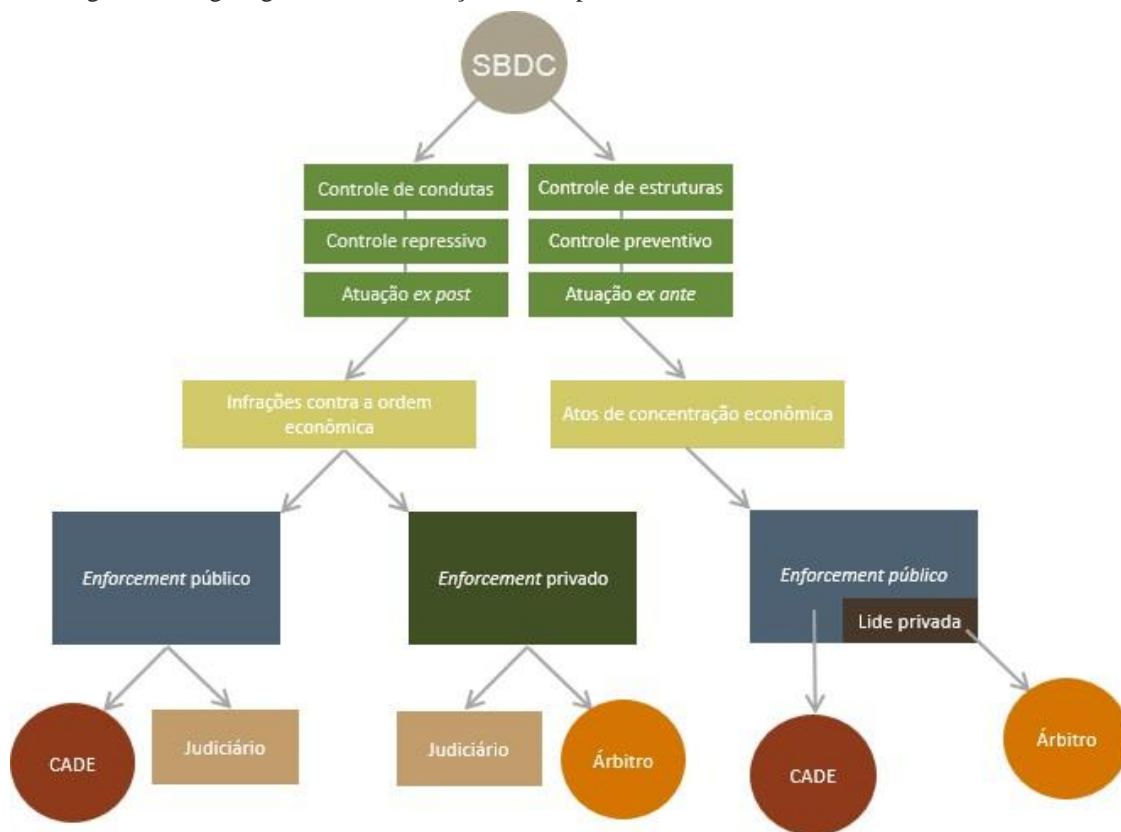 SBDC
Controle de condutas
Controle de estruturas
Controle repressivo
Controle preventivo
Atuação ex post
Atuação ex ante
Infrações contra a ordem
econômica
Atos de concentração econômica
Enforcement público
Enforcement privado
Enforcement público
Lide privada
CADE
Judiciário
Judiciário
Árbitro
CADE
Árbitro